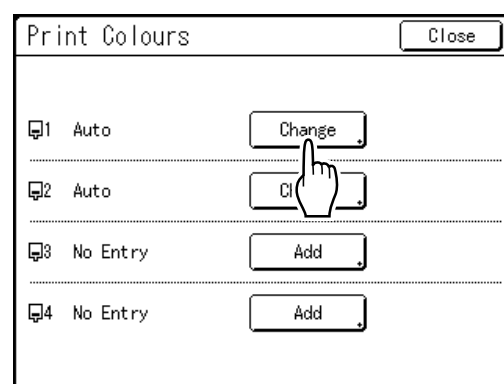 Print Colours Close
1 Auto Change
2 Auto
3 No Entry Add
4 No Entry Add